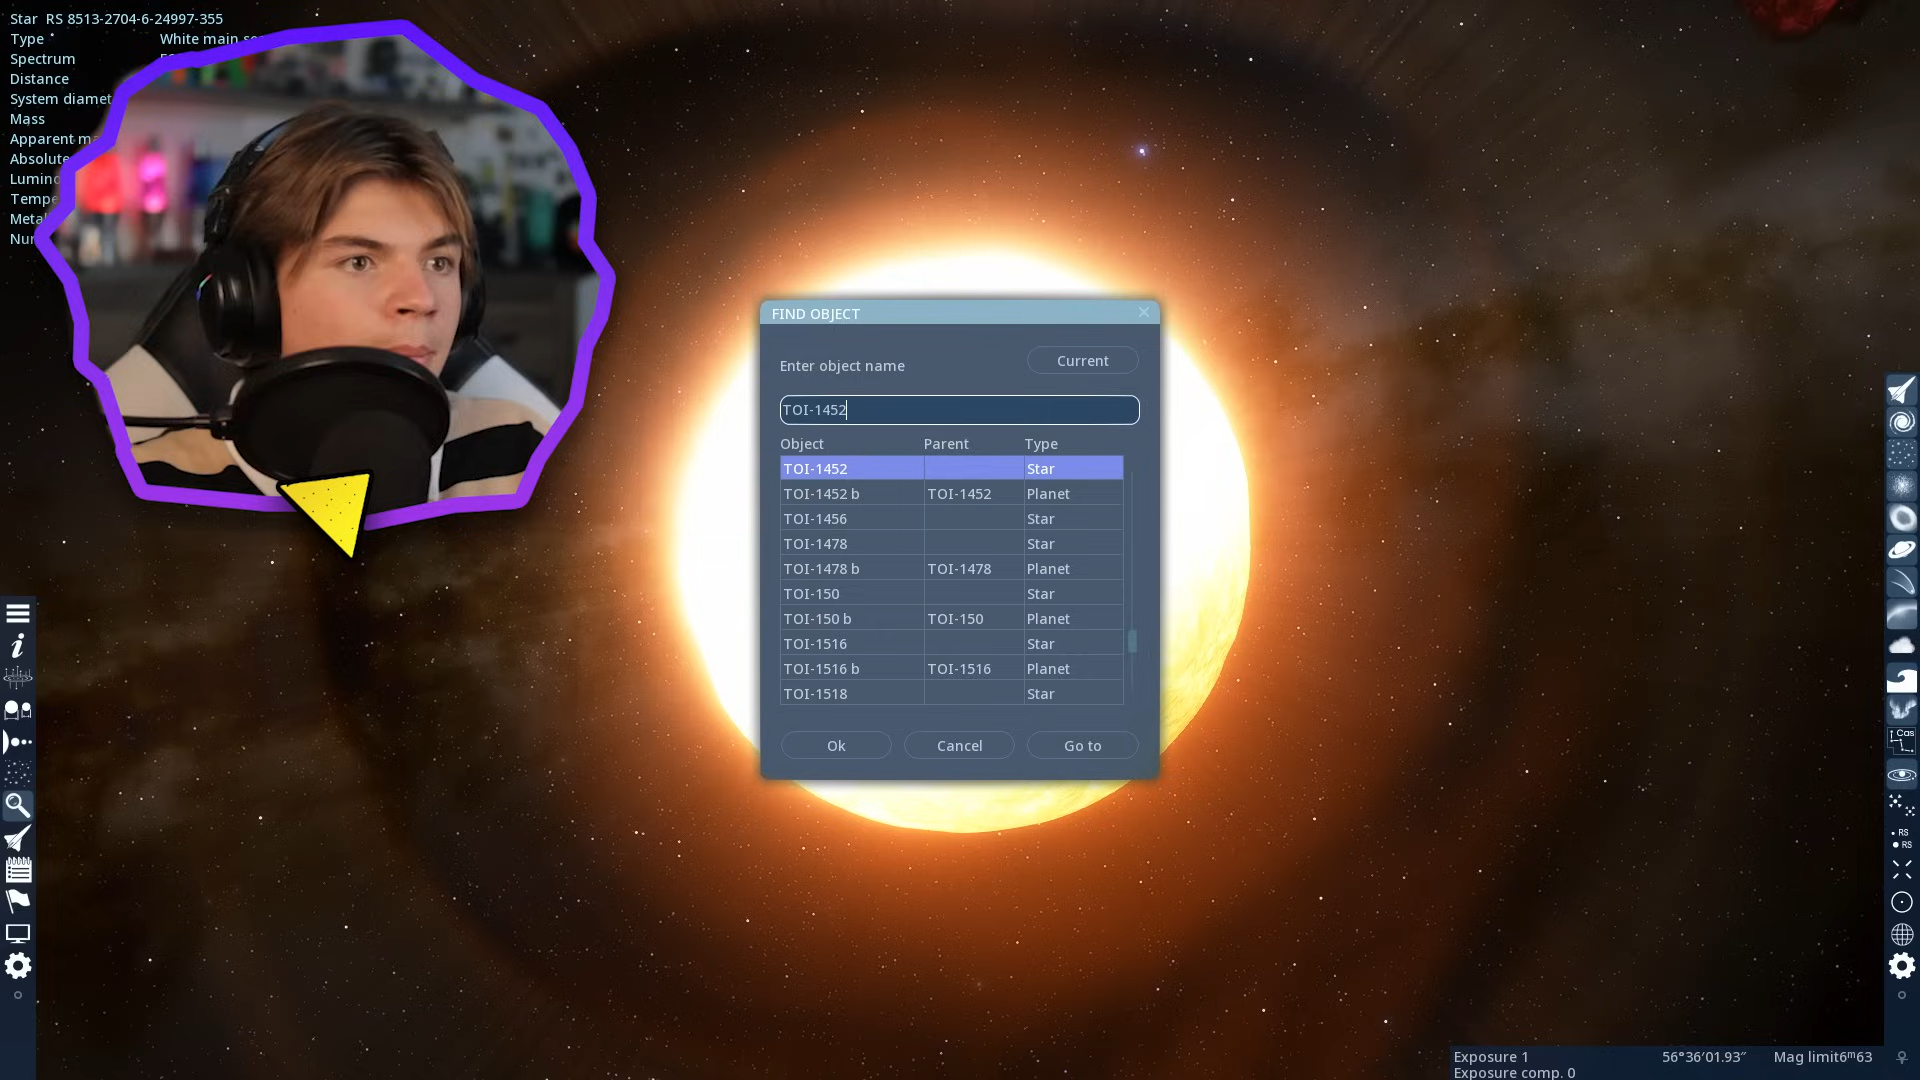 Star RS 8513-2704-6-24997-355
Type White main
Spectrum
Distance
System diamet
Mass
Apparent
Absolute
Lumin
Tempe
Metal
FIND OBJECT
Enter object name
Current
TOI-1452
Object Parent Type
TOI-1452 Star
TOI-1452 b TOI-1452 Planet
TOI-1456 Star
TOI-1478 Star
TOI-1478 b TOI-1478 Planet
TOI-150 Star
TOI-150 b TOI-150 Planet
TOI-1516 Star
TOI-1516 b TOI-1516 Planet
TOI-1518 Star
Ok Cancel Go to
Cas
RS
RS
Exposure 1 56°36′01.93″ Mag limit6ᵐ63
Exposure comp. 0